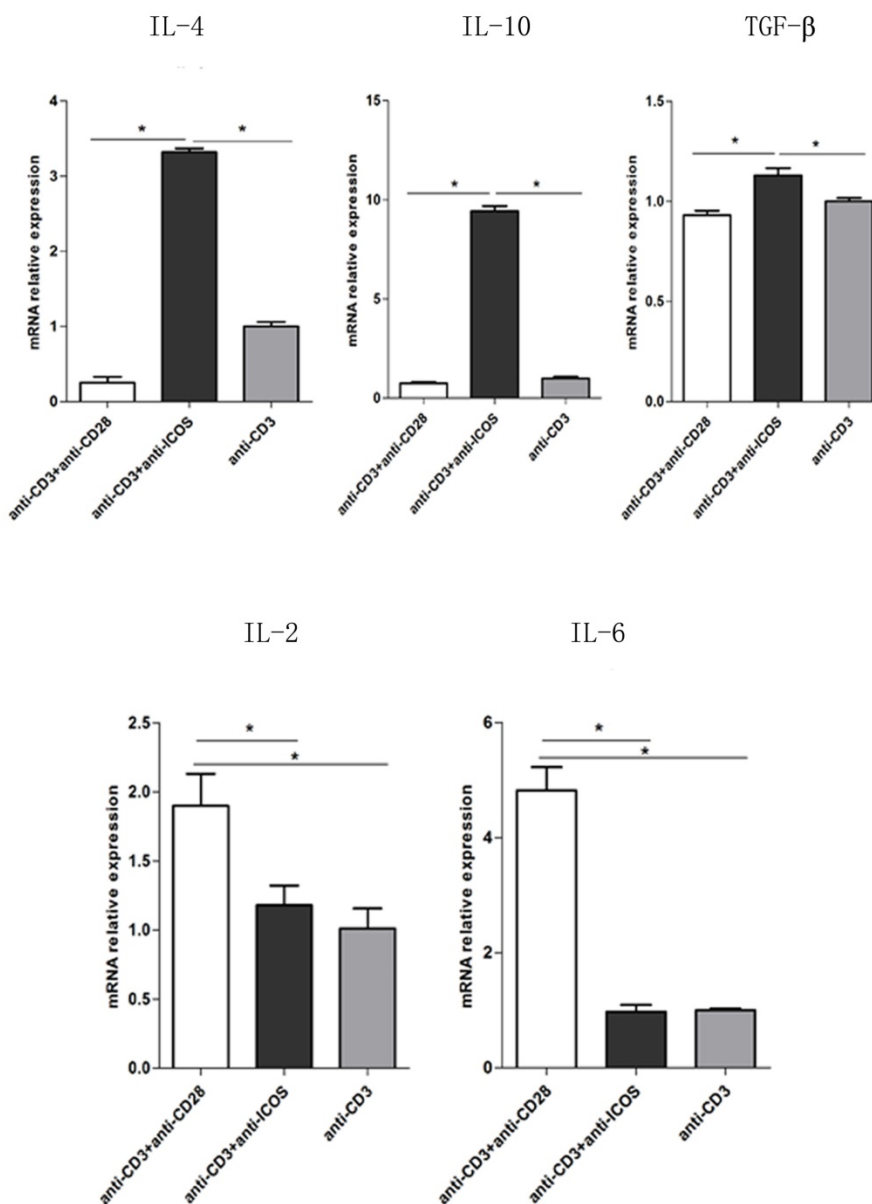 IL-4
IL-10
TGF-β
mRNA relative expression
4
3
2
1
0
*
*
anti-CD3+anti-CD28
anti-CD3+anti-ICOS
anti-CD3
mRNA relative expression
15
10
5
0
*
*
anti-CD3+anti-CD28
anti-CD3+anti-ICOS
anti-CD3
mRNA relative expression
1.5
1.0
0.5
0.0
*
*
anti-CD3+anti-CD28
anti-CD3+anti-ICOS
anti-CD3
IL-2
IL-6
mRNA relative expression
2.5
2.0
1.5
1.0
0.5
0.0
*
*
anti-CD3+anti-CD28
anti-CD3+anti-ICOS
anti-CD3
mRNA relative expression
6
4
2
0
*
*
anti-CD3+anti-CD28
anti-CD3+anti-ICOS
anti-CD3